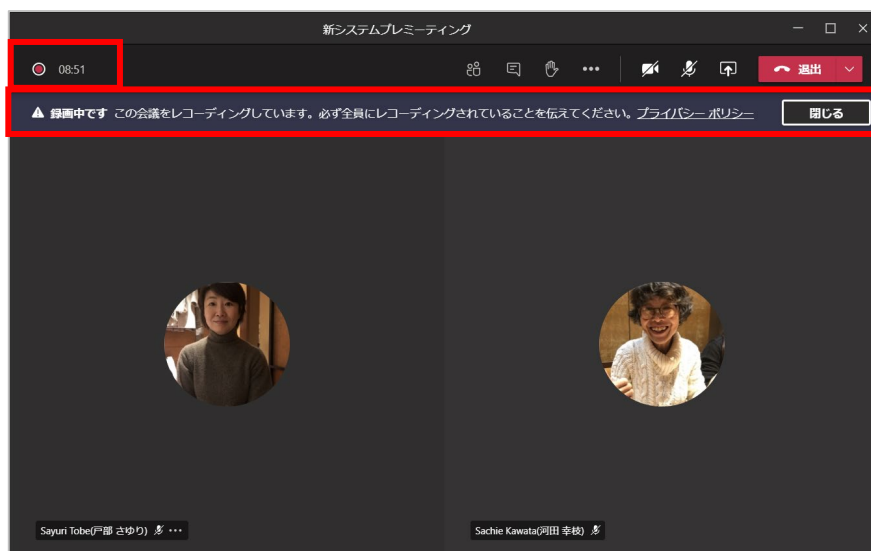 新システムプレミーティング
08:51
退出
録画中です この会議をレコーディングしています。必ず全員にレコーディングされていることを伝えてください。プライバシー ポリシー
閉じる
Sayuri Tobe(戸部 さゆり)
Sachie Kawata(河田 幸枝)